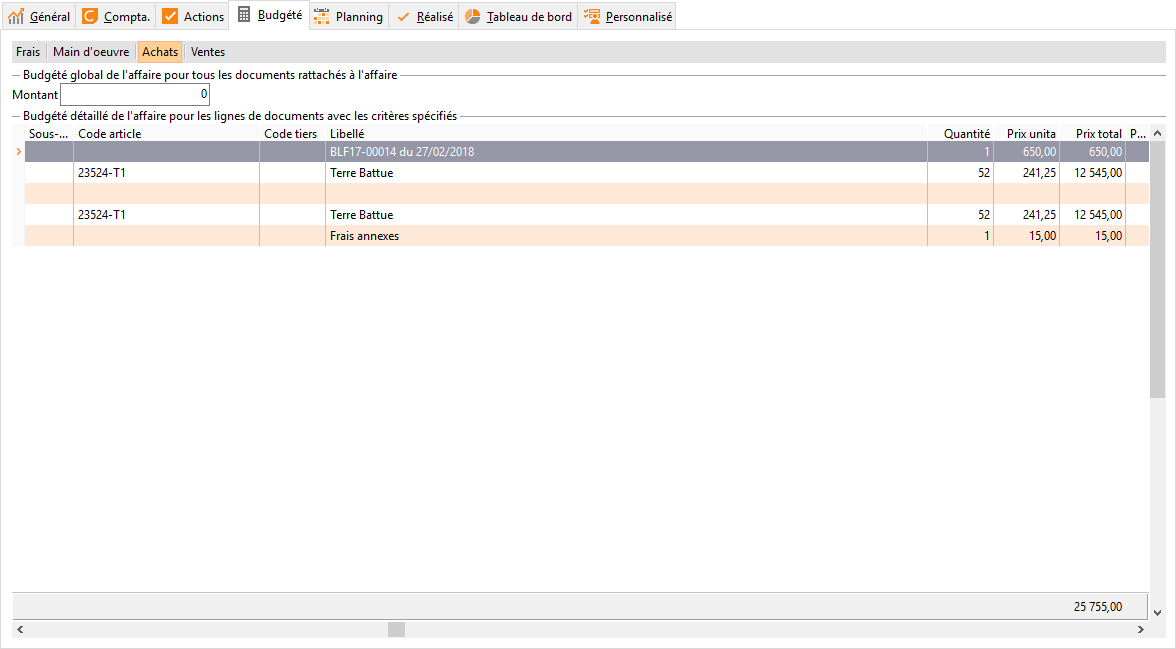 Général Compta. Actions Budgété Planning Réalisé Tableau de bord Personnalisé
Frais Main d'oeuvre Achats Ventes
Budgété global de l'affaire pour tous les documents rattachés à l'affaire
Montant 0
Budgété détaillé de l'affaire pour les lignes de documents avec les critères spécifiés
Sous-... Code article Code tiers Libellé Quantité Prix unita Prix total P...
BLF17-00014 du 27/02/2018 1 650,00 650,00
23524-T1 Terre Battue 52 241,25 12 545,00
23524-T1 Terre Battue 52 241,25 12 545,00
Frais annexes 1 15,00 15,00
25 755,00